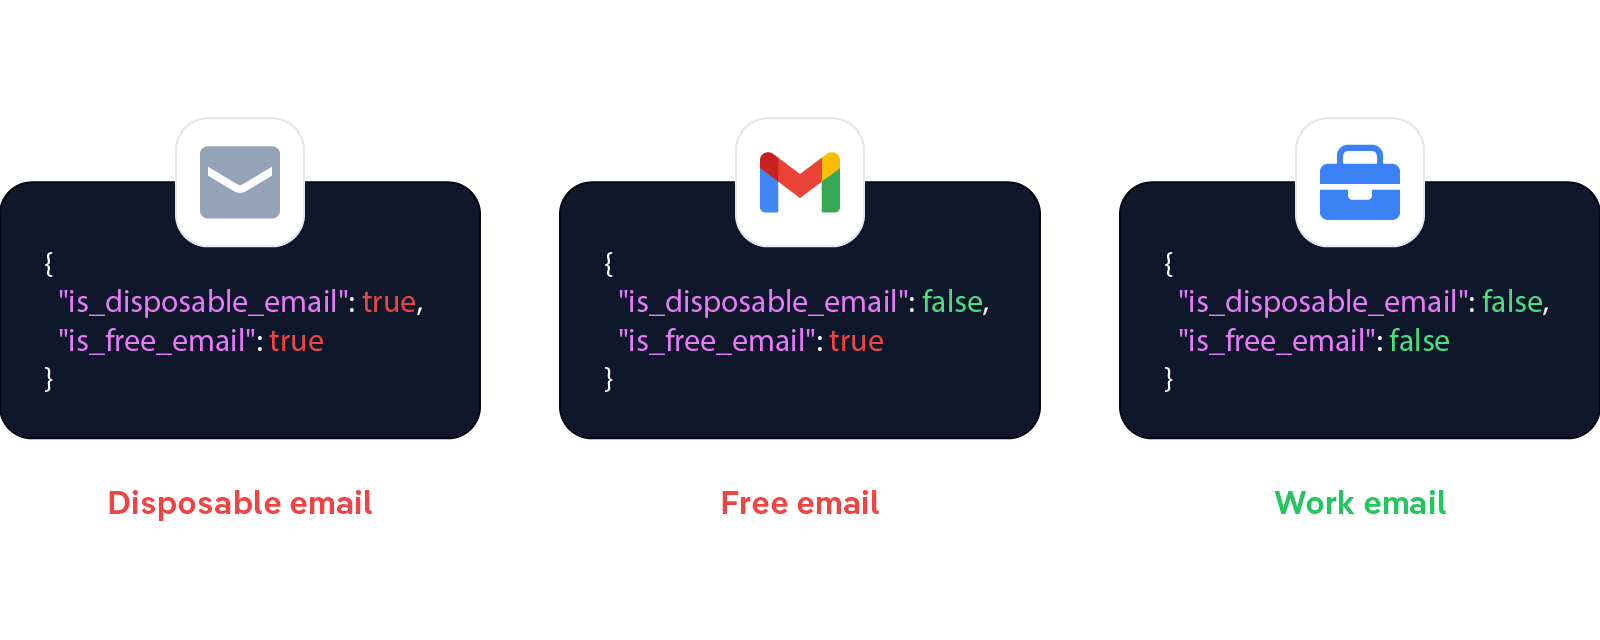 {
"is_disposable_email": true,
"is_free_email": true
}
Disposable email
{
"is_disposable_email": false,
"is_free_email": true
}
Free email
{
"is_disposable_email": false,
"is_free_email": false
}
Work email